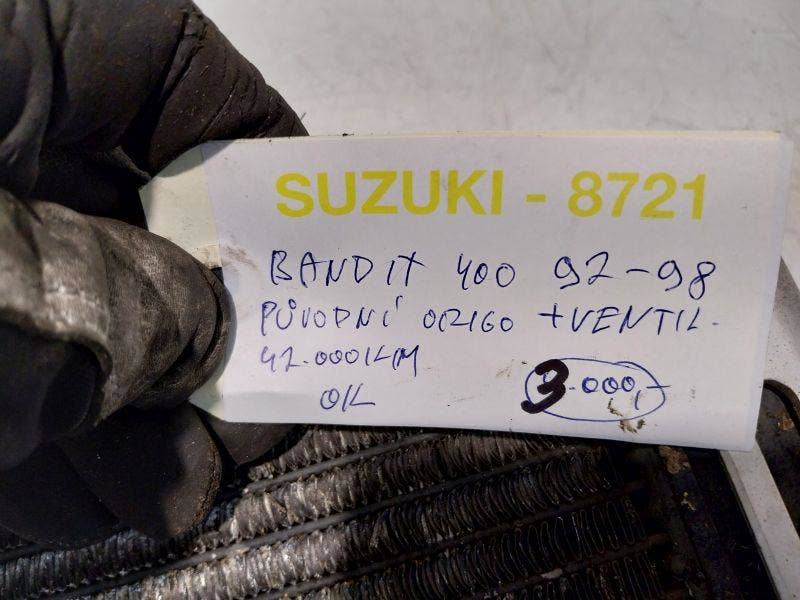 SUZUKI - 8721
BANDIT 400 92-98
PŮVODNÍ ORIGO + VENTIL.
42.000KM
OK 3.000,-